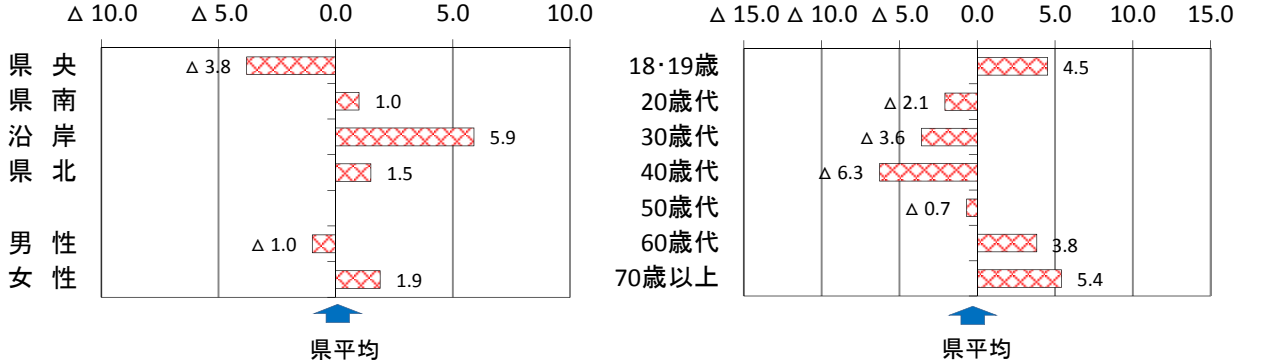 △ 10.0 △ 5.0 0.0 5.0 10.0
県 央 △ 3.8
県 南 1.0
沿 岸 5.9
県 北 1.5
男 性 △ 1.0
女 性 1.9
県平均
△ 15.0 △ 10.0 △ 5.0 0.0 5.0 10.0 15.0
18・19歳 4.5
20歳代 △ 2.1
30歳代 △ 3.6
40歳代 △ 6.3
50歳代 △ 0.7
60歳代 3.8
70歳以上 5.4
県平均